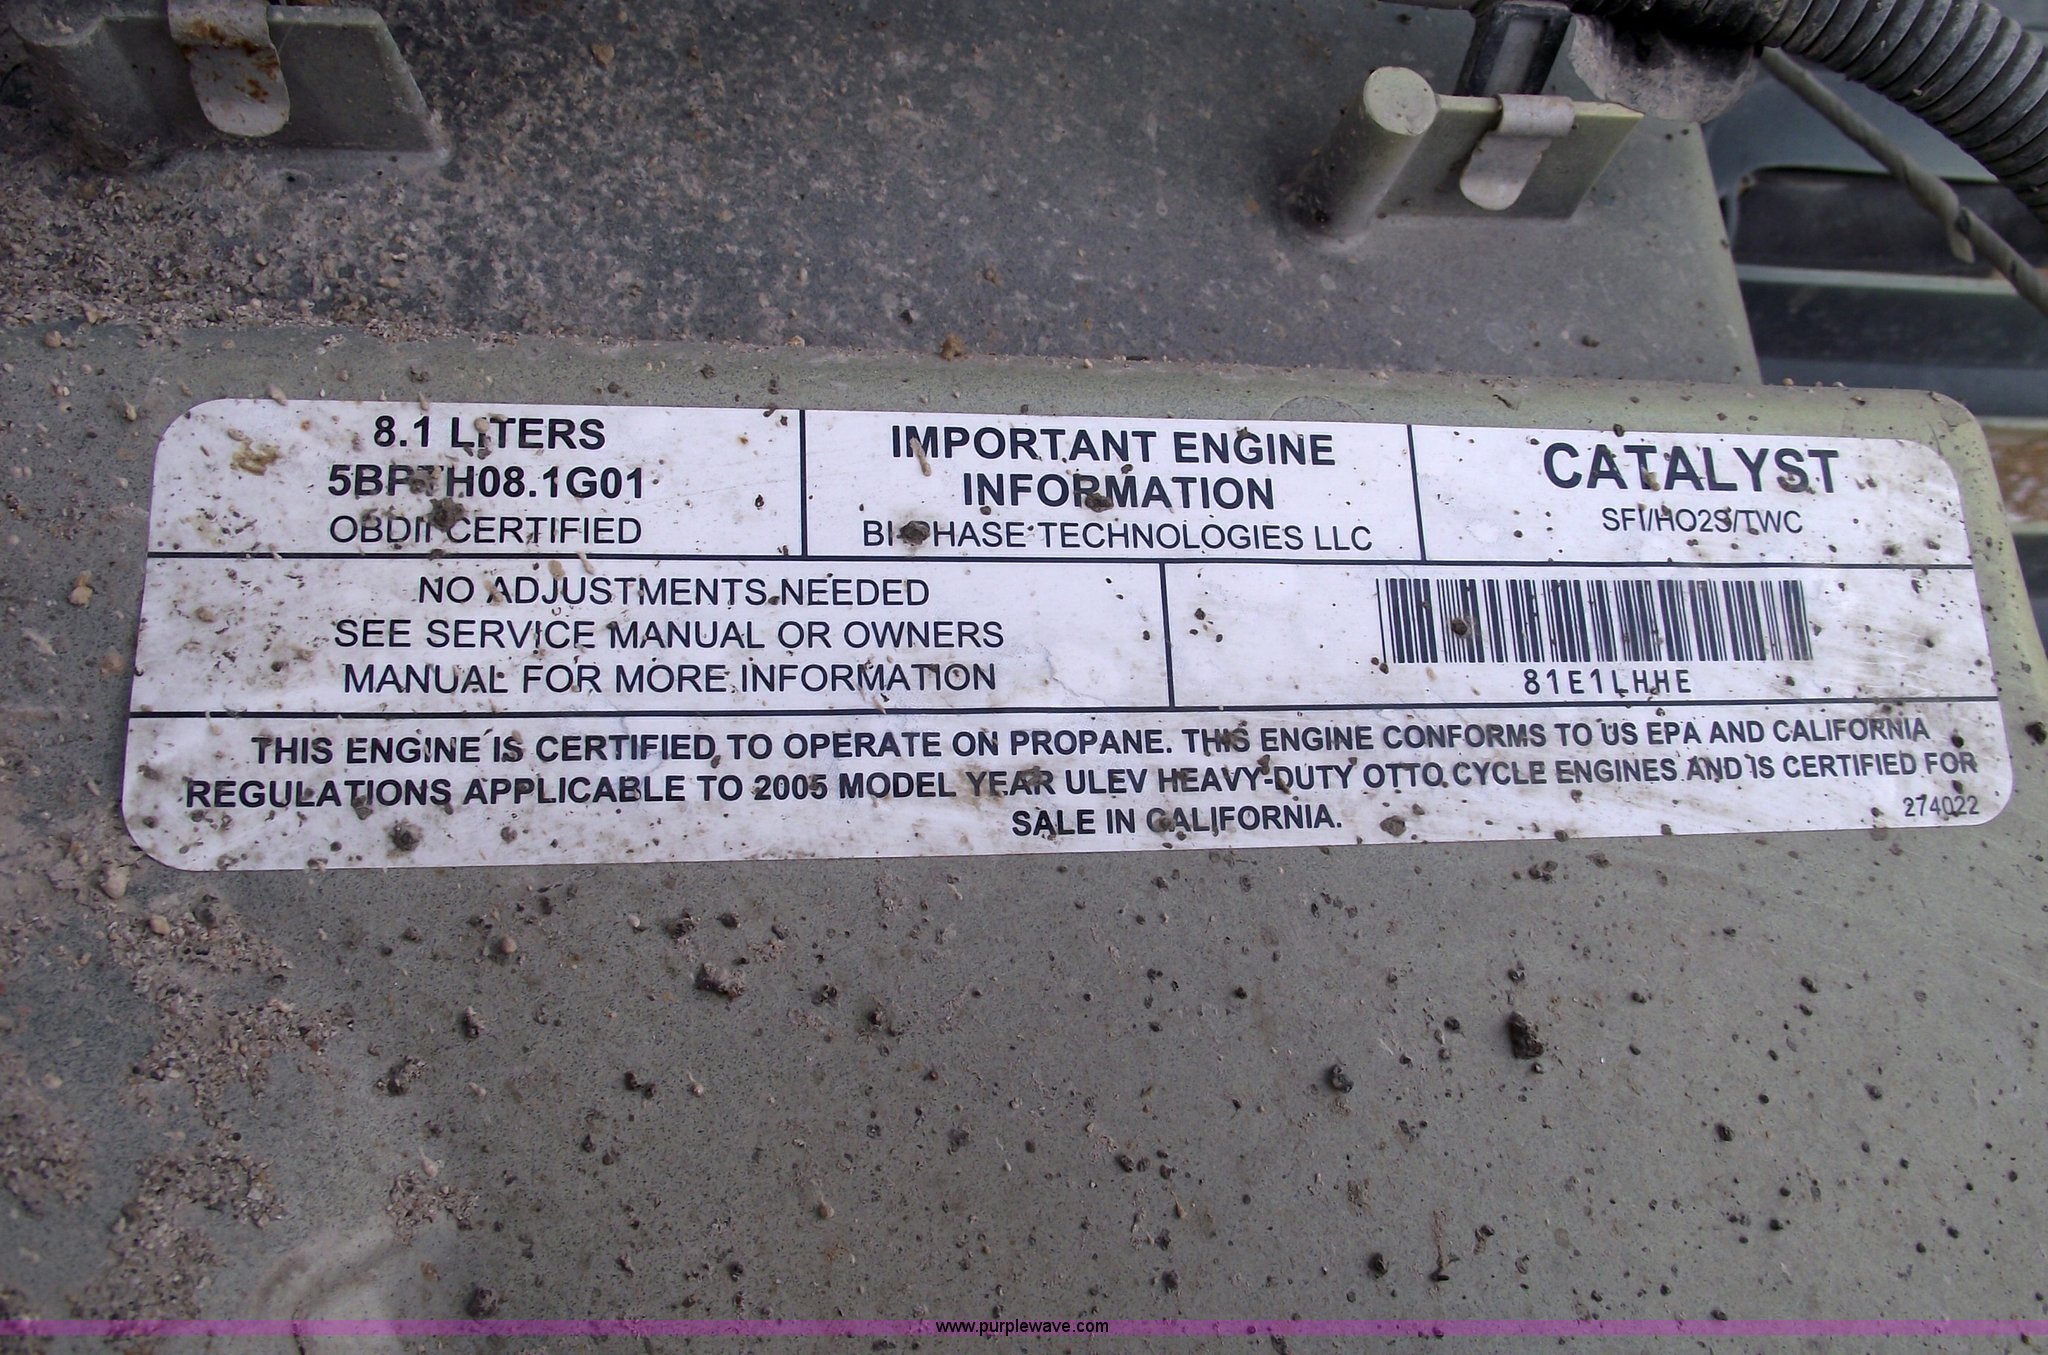 8.1 LITERS
5BPTH08.1G01
OBDII CERTIFIED
IMPORTANT ENGINE
INFORMATION
BI-PHASE TECHNOLOGIES LLC
CATALYST
SFI/HO2S/TWC
NO ADJUSTMENTS NEEDED
SEE SERVICE MANUAL OR OWNERS
MANUAL FOR MORE INFORMATION
81E1LHHE
THIS ENGINE IS CERTIFIED TO OPERATE ON PROPANE. THIS ENGINE CONFORMS TO US EPA AND CALIFORNIA
REGULATIONS APPLICABLE TO 2005 MODEL YEAR ULEV HEAVY-DUTY OTTO CYCLE ENGINES AND IS CERTIFIED FOR
SALE IN CALIFORNIA.
274022
www.purplewave.com